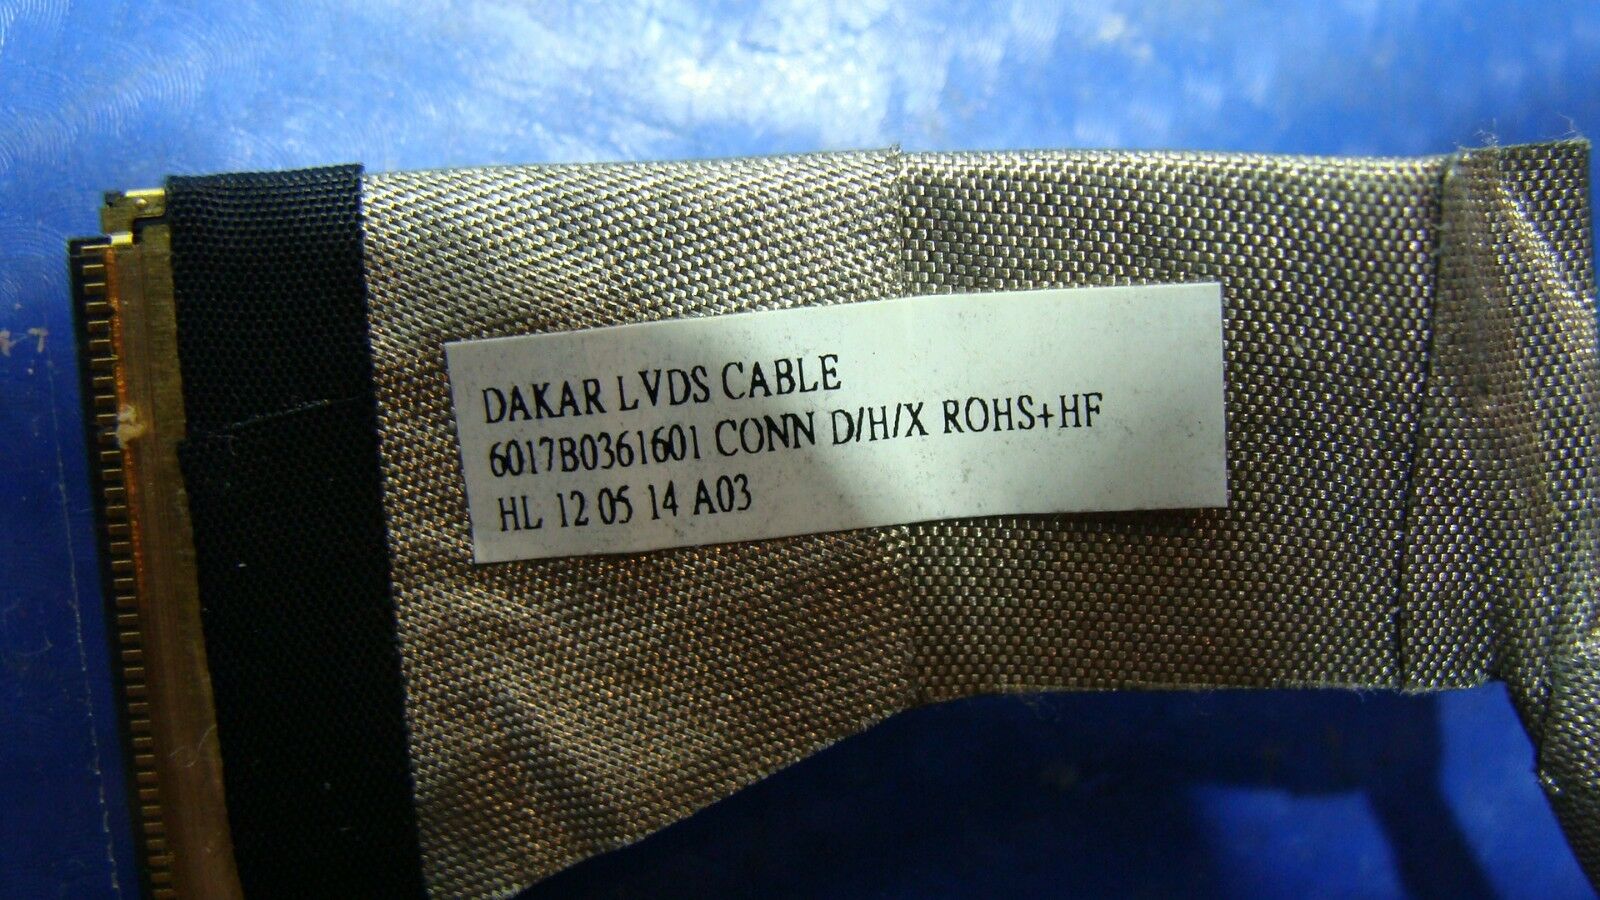 DAKAR LVDS CABLE
6017B0361601 CONN D/H/X ROHS+HF
HL 12 05 14 A03